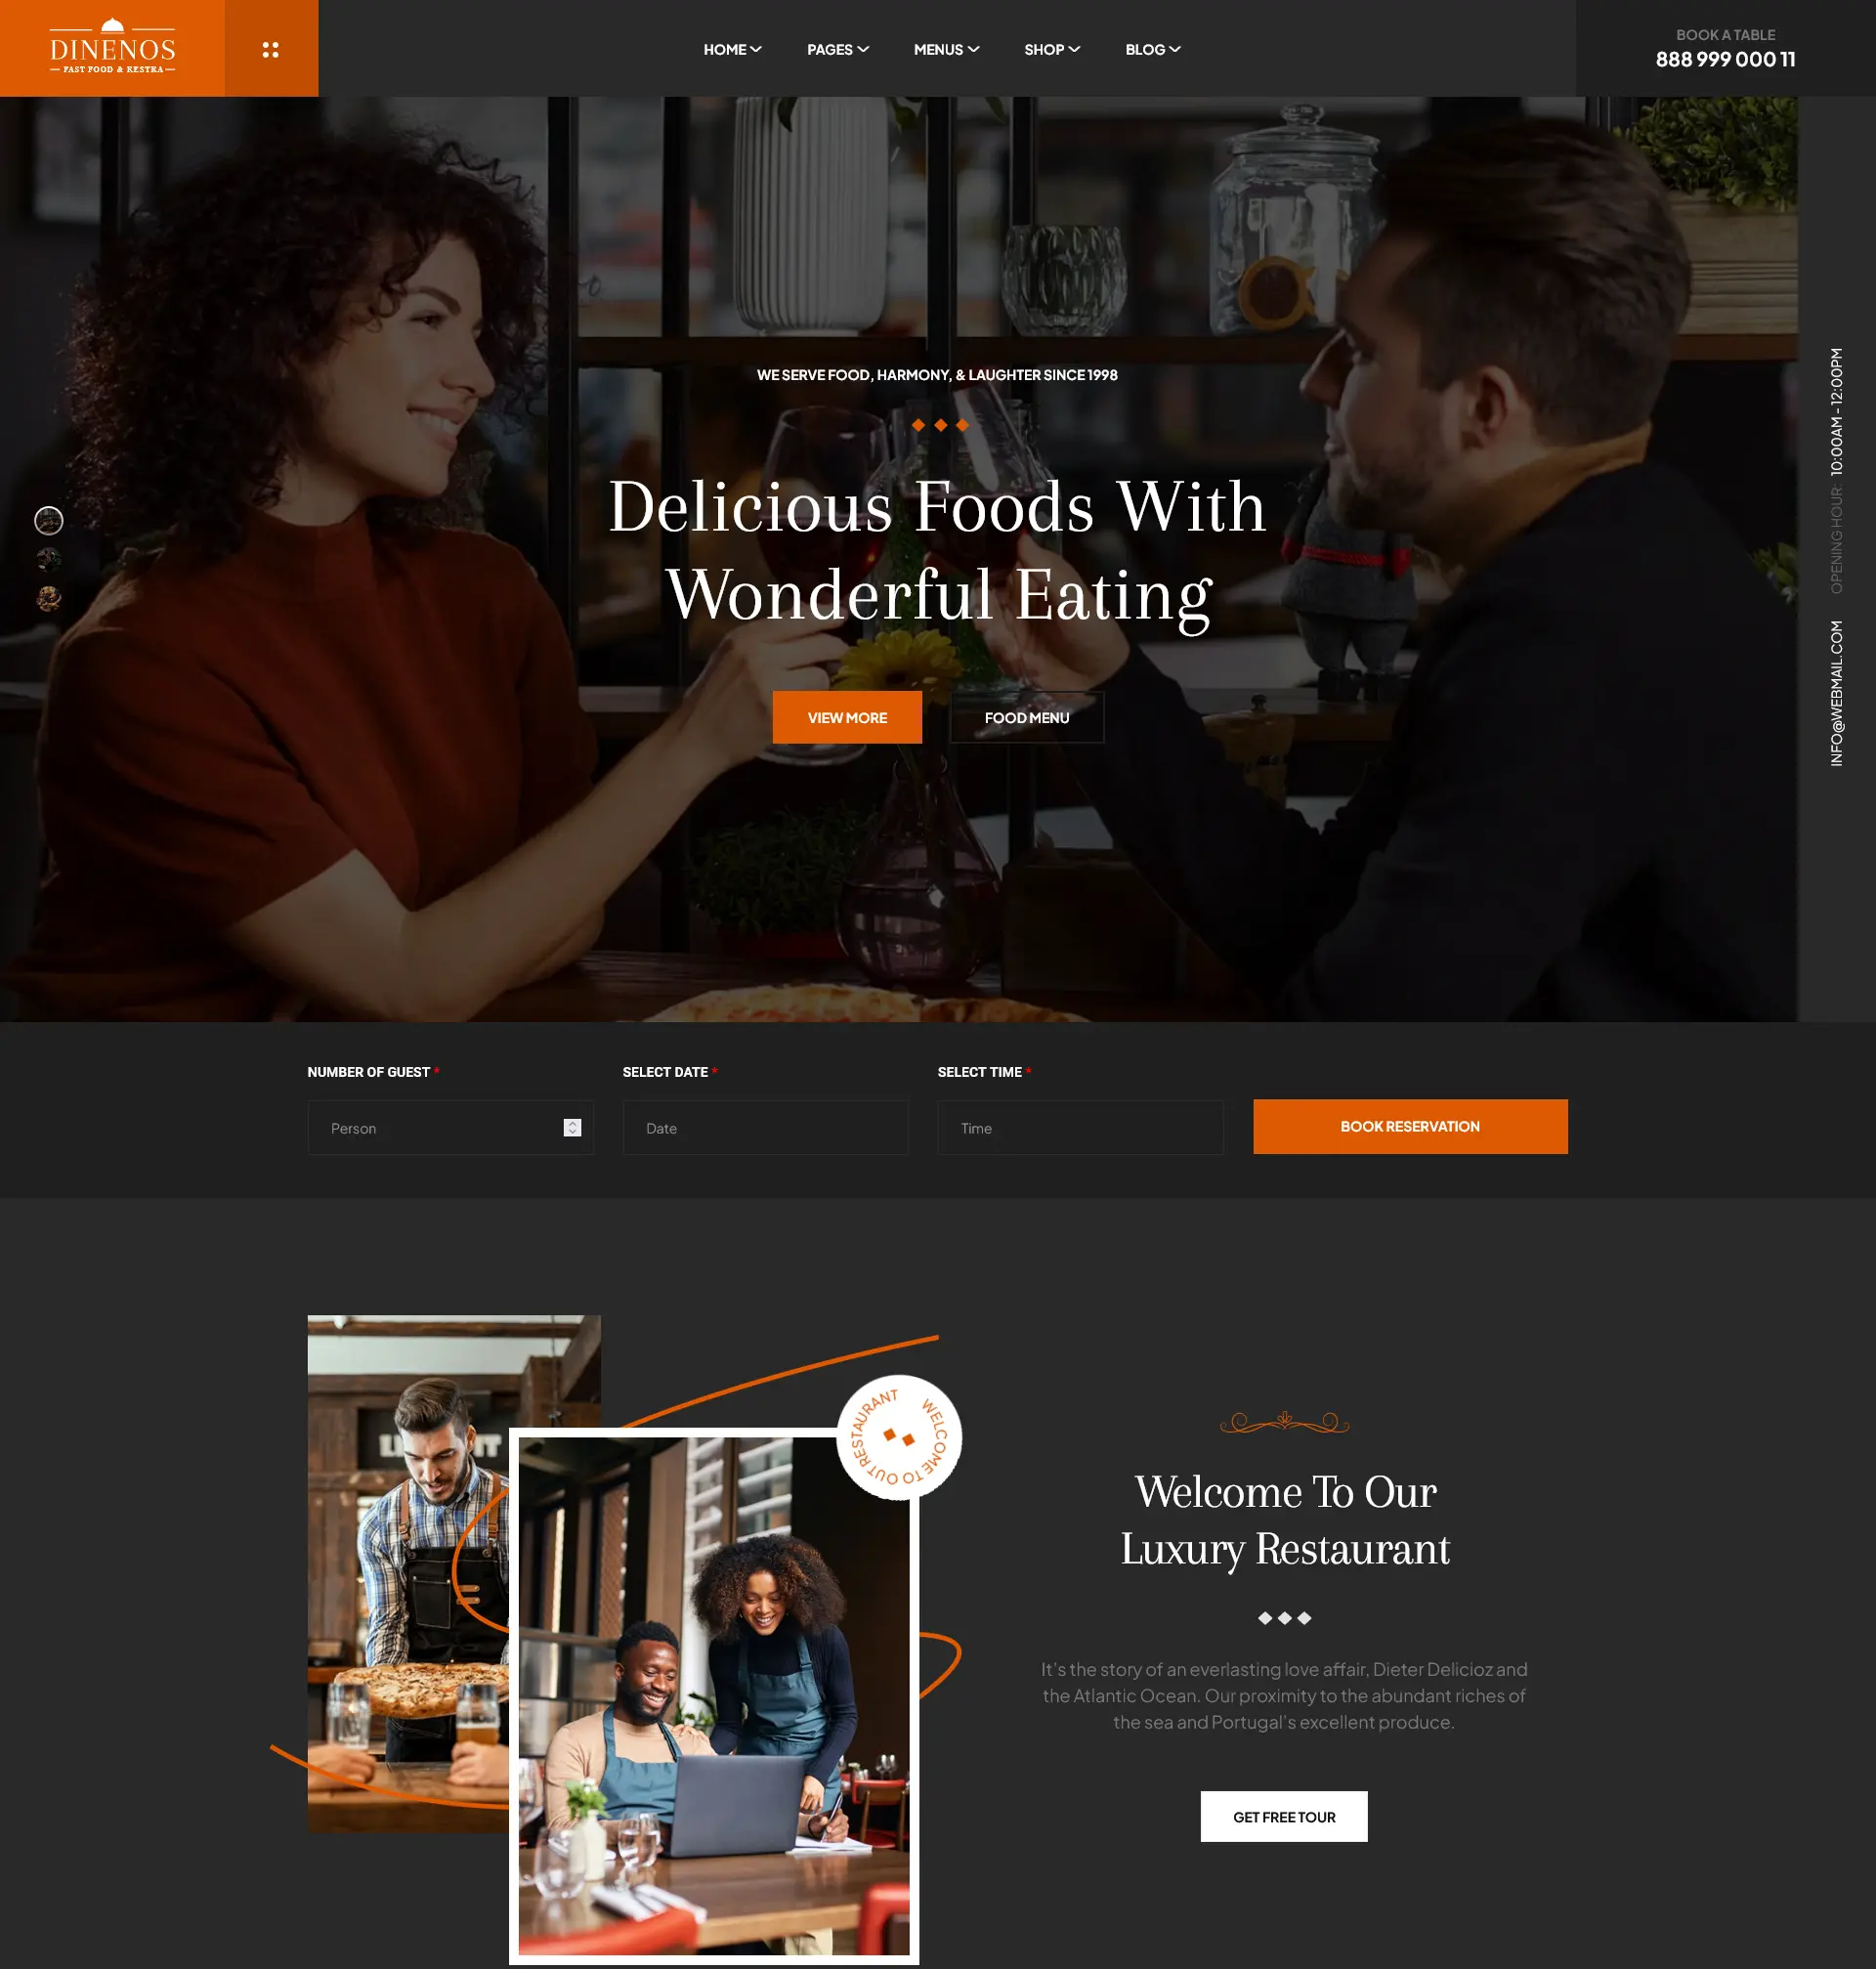 DINENOS
FAST FOOD & RESTRA
HOME
PAGES
MENUS
SHOP
BLOG
BOOK A TABLE
888 999 000 11
WE SERVE FOOD, HARMONY, & LAUGHTER SINCE 1998
Delicious Foods With
Wonderful Eating
VIEW MORE
FOOD MENU
OPENING HOUR: 10:00AM - 12:00PM
INFO@WEBMAIL.COM
NUMBER OF GUEST *
SELECT DATE *
SELECT TIME *
Person
Date
Time
BOOK RESERVATION
WELCOME TO OUT RESTAURANT
Welcome To Our
Luxury Restaurant
It's the story of an everlasting love affair, Dieter Delicioz and
the Atlantic Ocean. Our proximity to the abundant riches of
the sea and Portugal's excellent produce.
GET FREE TOUR